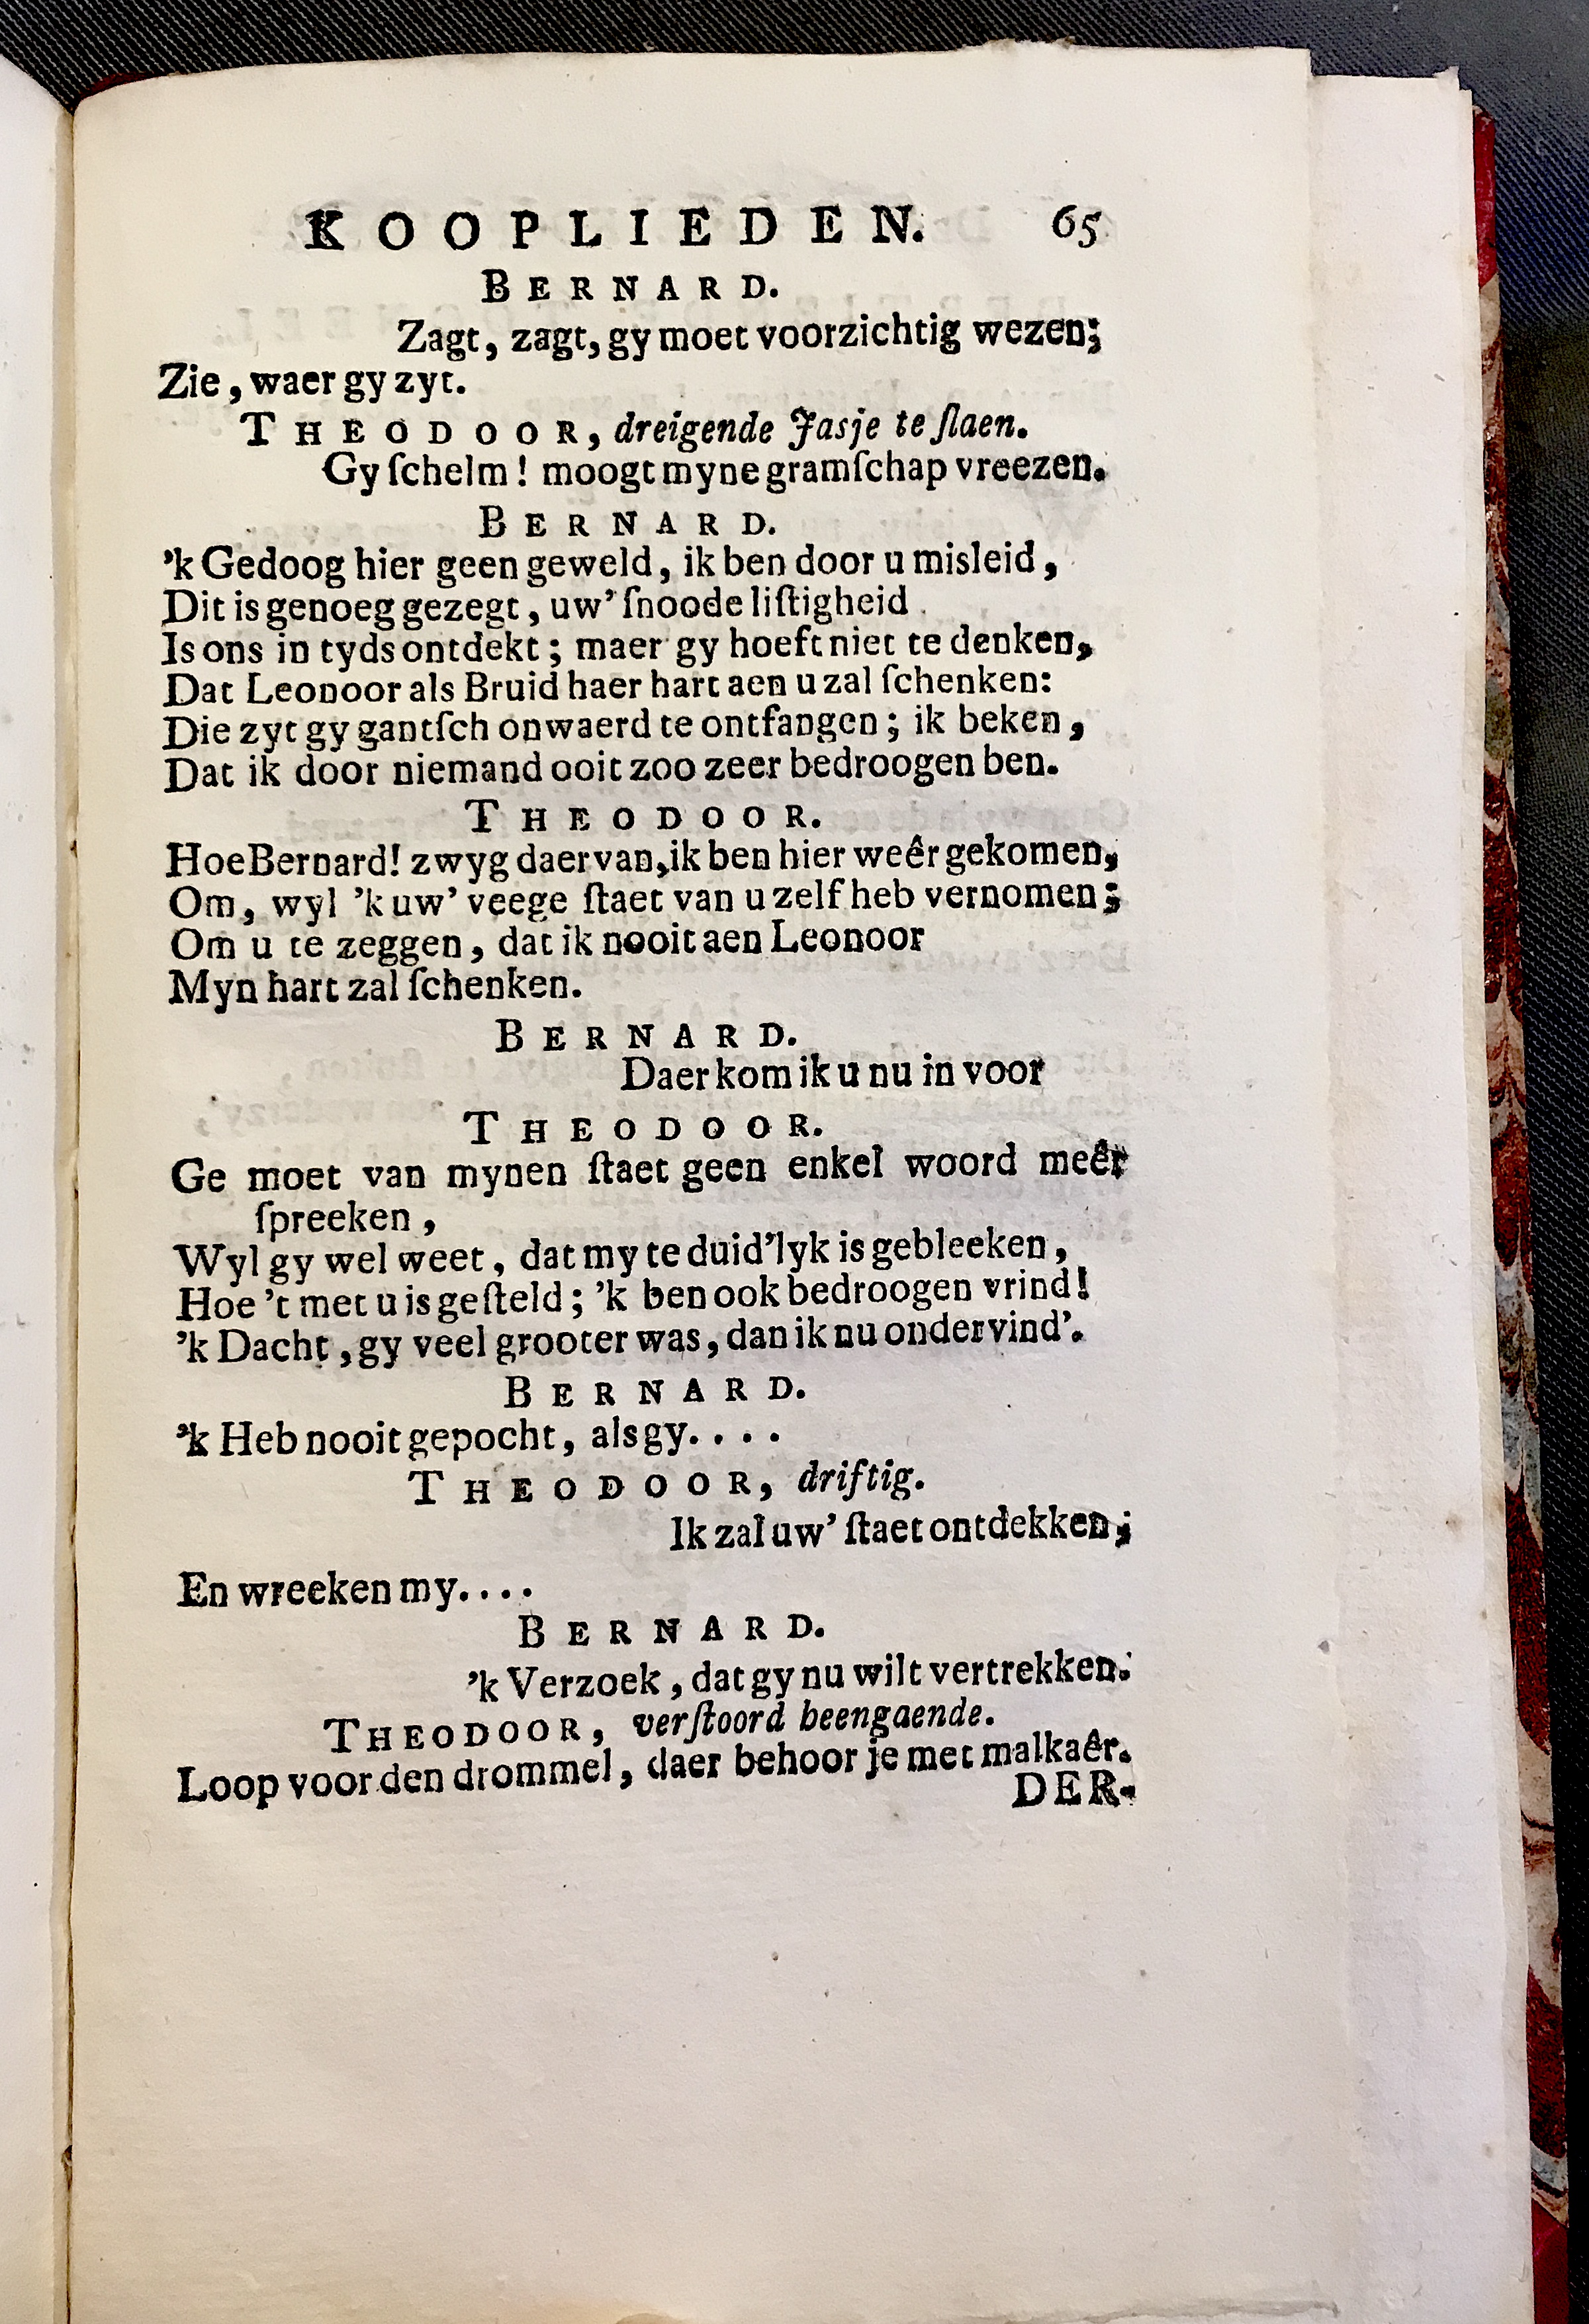 KOOPLIEDEN. 65
BERNARD.
Zagt, zagt, gy moet voorzichtig wezen;
Zie, waer gy zyt.
THEODOOR, dreigende Jasje te ſlaen.
Gy ſchelm! moogt myne gramſchap vreezen.
BERNARD.
'k Gedoog hier geen geweld, ik ben door u misleid,
Dit is genoeg gezegt, uw' ſnoode liſtigheid
Is ons in tyds ontdekt; maer gy hoeft niet te denken,
Dat Leonoor als Bruid haer hart aen u zal ſchenken:
Die zyt gy gantſch onwaerd te ontfangen; ik beken,
Dat ik door niemand ooit zoo zeer bedroogen ben.
THEODOOR.
Hoe Bernard! zwyg daer van, ik ben hier weêr gekomen,
Om, wyl 'k uw' veege ſtaet van u zelf heb vernomen;
Om u te zeggen, dat ik nooit aen Leonoor
Myn hart zal ſchenken.
BERNARD.
Daer kom ik u nu in voor
THEODOOR.
Ge moet van mynen ſtaet geen enkel woord meêr
ſpreeken,
Wyl gy wel weet, dat my te duid'lyk is gebleeken,
Hoe 't met u is geſteld; 'k ben ook bedroogen vrind!
'k Dacht, gy veel grooter was, dan ik nu ondervind'.
BERNARD.
'k Heb nooit gepocht, als gy....
THEODOOR, driftig.
Ik zal uw' ſtaet ontdekken;
En wreeken my....
BERNARD.
'k Verzoek, dat gy nu wilt vertrekken.
THEODOOR, verſtoord heengaende.
Loop voor den drommel, daer behoor je met malkaêr.
DER-